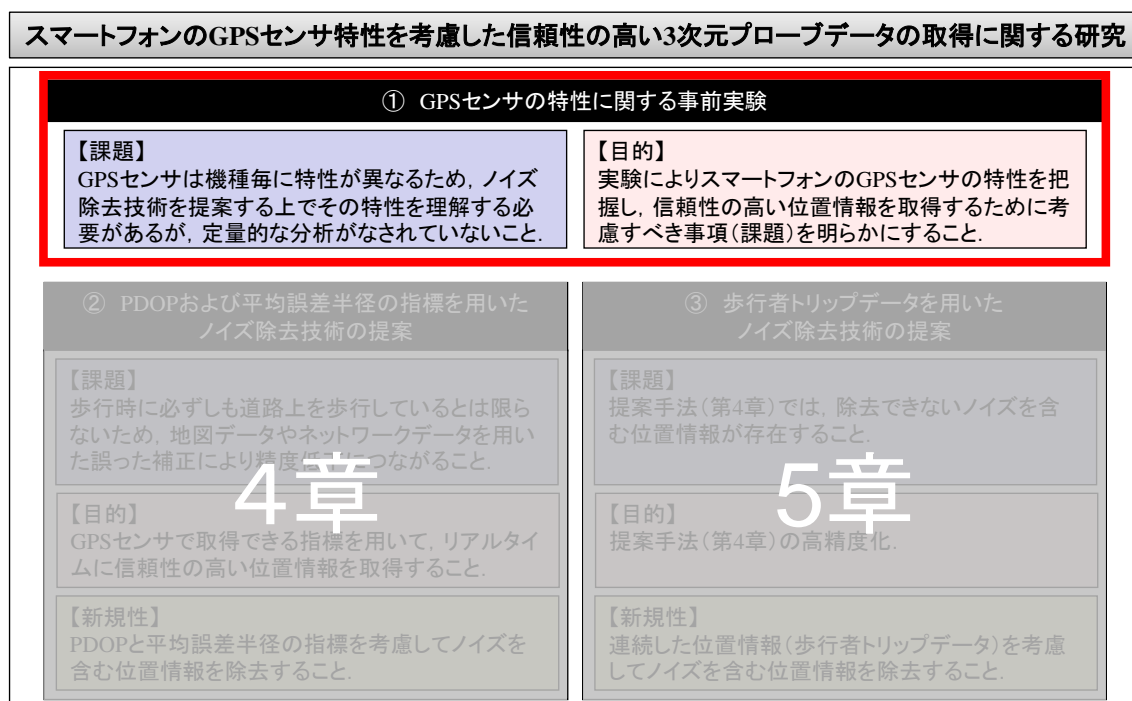 スマートフォンのGPSセンサ特性を考慮した信頼性の高い3次元プローブデータの取得に関する研究
① GPSセンサの特性に関する事前実験
【課題】
GPSセンサは機種毎に特性が異なるため，ノイズ
除去技術を提案する上でその特性を理解する必
要があるが，定量的な分析がなされていないこと．
【目的】
実験によりスマートフォンのGPSセンサの特性を把
握し，信頼性の高い位置情報を取得するために考
慮すべき事項（課題）を明らかにすること．
② PDOPおよび平均誤差半径の指標を用いた
ノイズ除去技術の提案
【課題】
歩行時に必ずしも道路上を歩行しているとは限ら
ないため，地図データやネットワークデータを用い
た誤った補正により精度低下につながること．
【目的】
GPSセンサで取得できる指標を用いて，リアルタイ
ムに信頼性の高い位置情報を取得すること．
【新規性】
PDOPと平均誤差半径の指標を考慮してノイズを
含む位置情報を除去すること．
4章
③ 歩行者トリップデータを用いた
ノイズ除去技術の提案
【課題】
提案手法（第4章）では，除去できないノイズを含
む位置情報が存在すること．
【目的】
提案手法（第4章）の高精度化．
【新規性】
連続した位置情報（歩行者トリップデータ）を考慮
してノイズを含む位置情報を除去すること．
5章